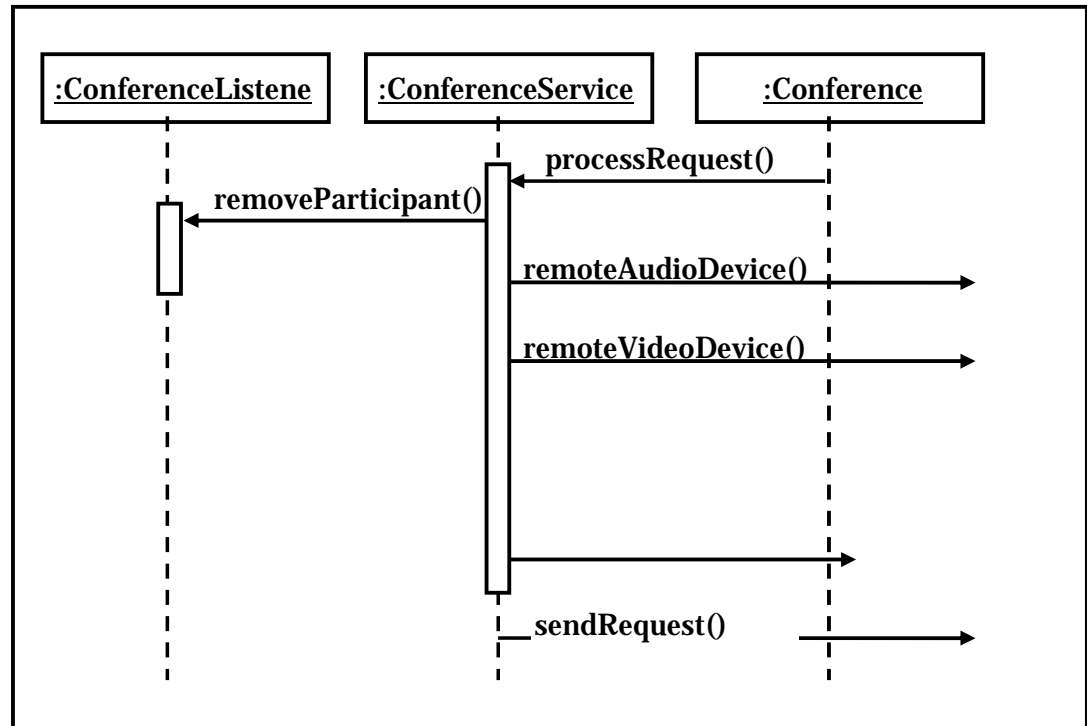 :ConferenceListene
:ConferenceService
:Conference
processRequest()
removeParticipant()
remoteAudioDevice()
remoteVideoDevice()
sendRequest()